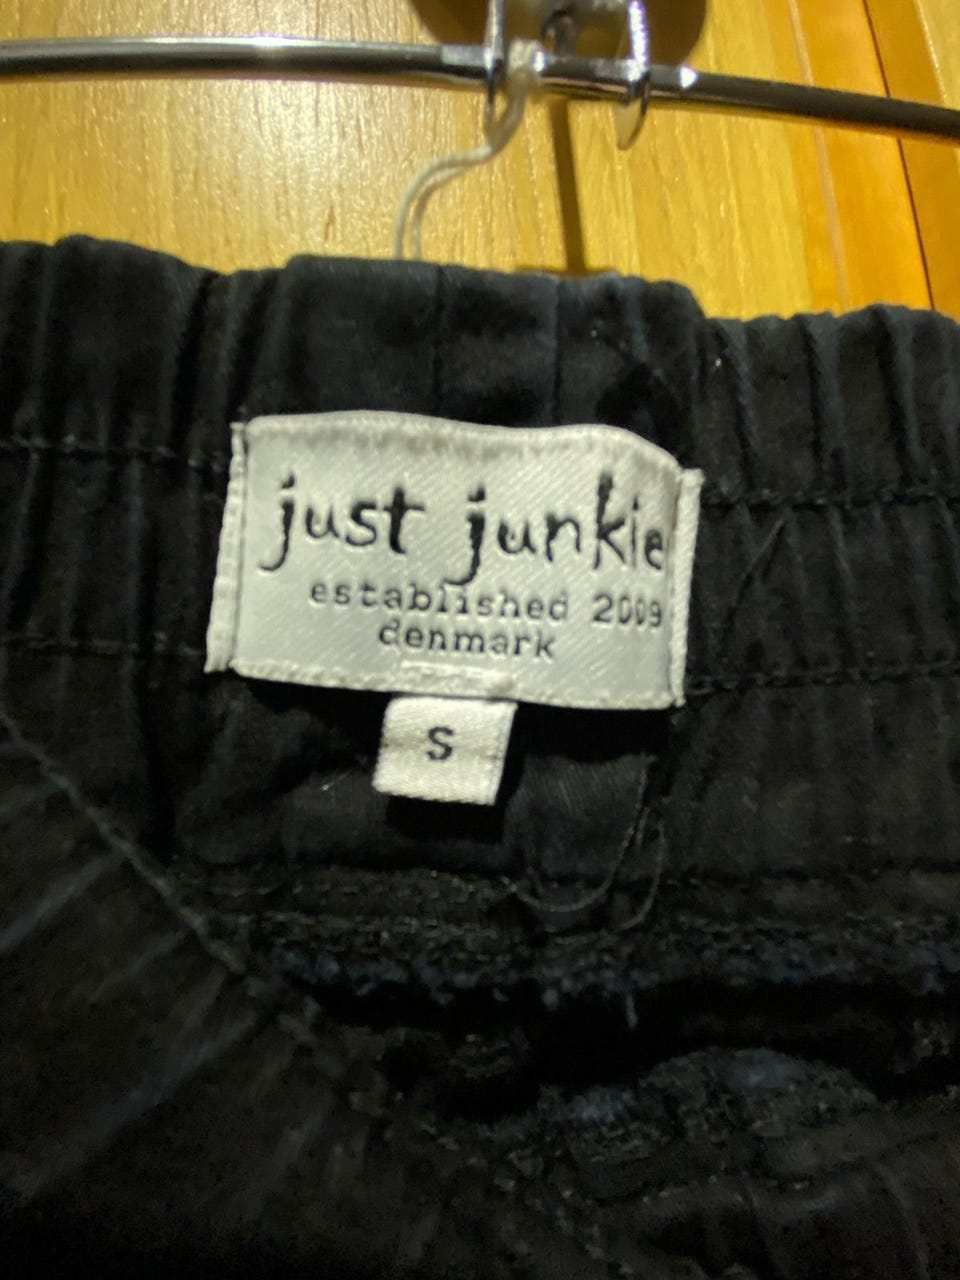 just junkie
established 2009
denmark
S